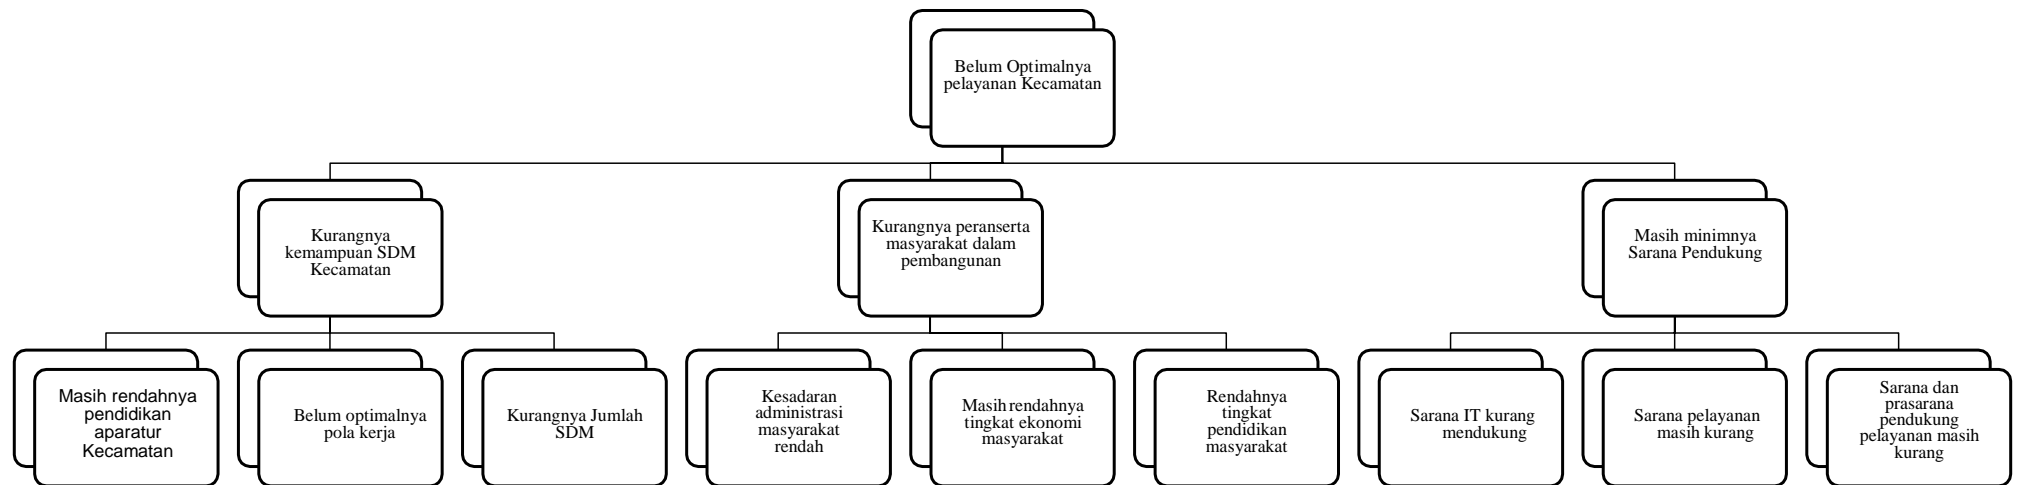 Belum Optimalnya
pelayanan Kecamatan
Kurangnya
kemampuan SDM
Kecamatan
Kurangnya peranserta
masyarakat dalam
pembangunan
Masih minimnya
Sarana Pendukung
Masih rendahnya
pendidikan
aparatur
Kecamatan
Belum optimalnya
pola kerja
Kurangnya Jumlah
SDM
Kesadaran
administrasi
masyarakat
rendah
Masih rendahnya
tingkat ekonomi
masyarakat
Rendahnya
tingkat
pendidikan
masyarakat
Sarana IT kurang
mendukung
Sarana pelayanan
masih kurang
Sarana dan
prasarana
pendukung
pelayanan masih
kurang